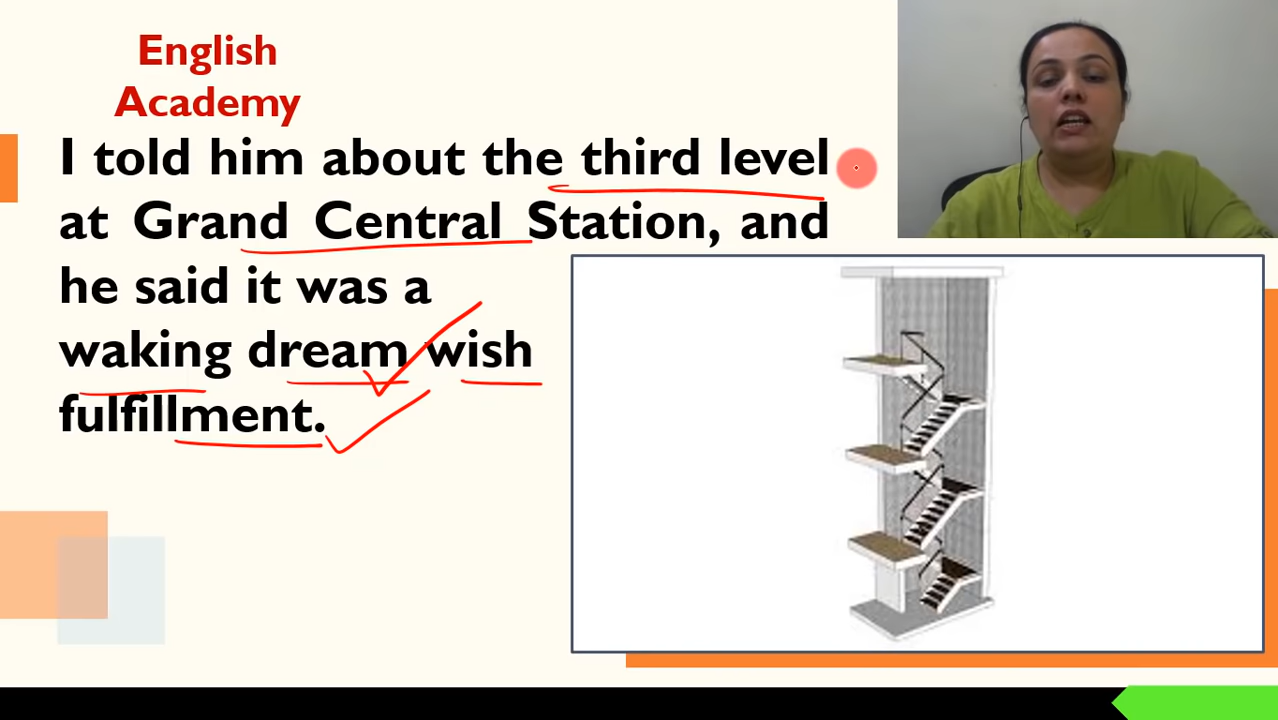 English
Academy
I told him about the third level
at Grand Central Station, and
he said it was a
waking dream wish
fulfillment.